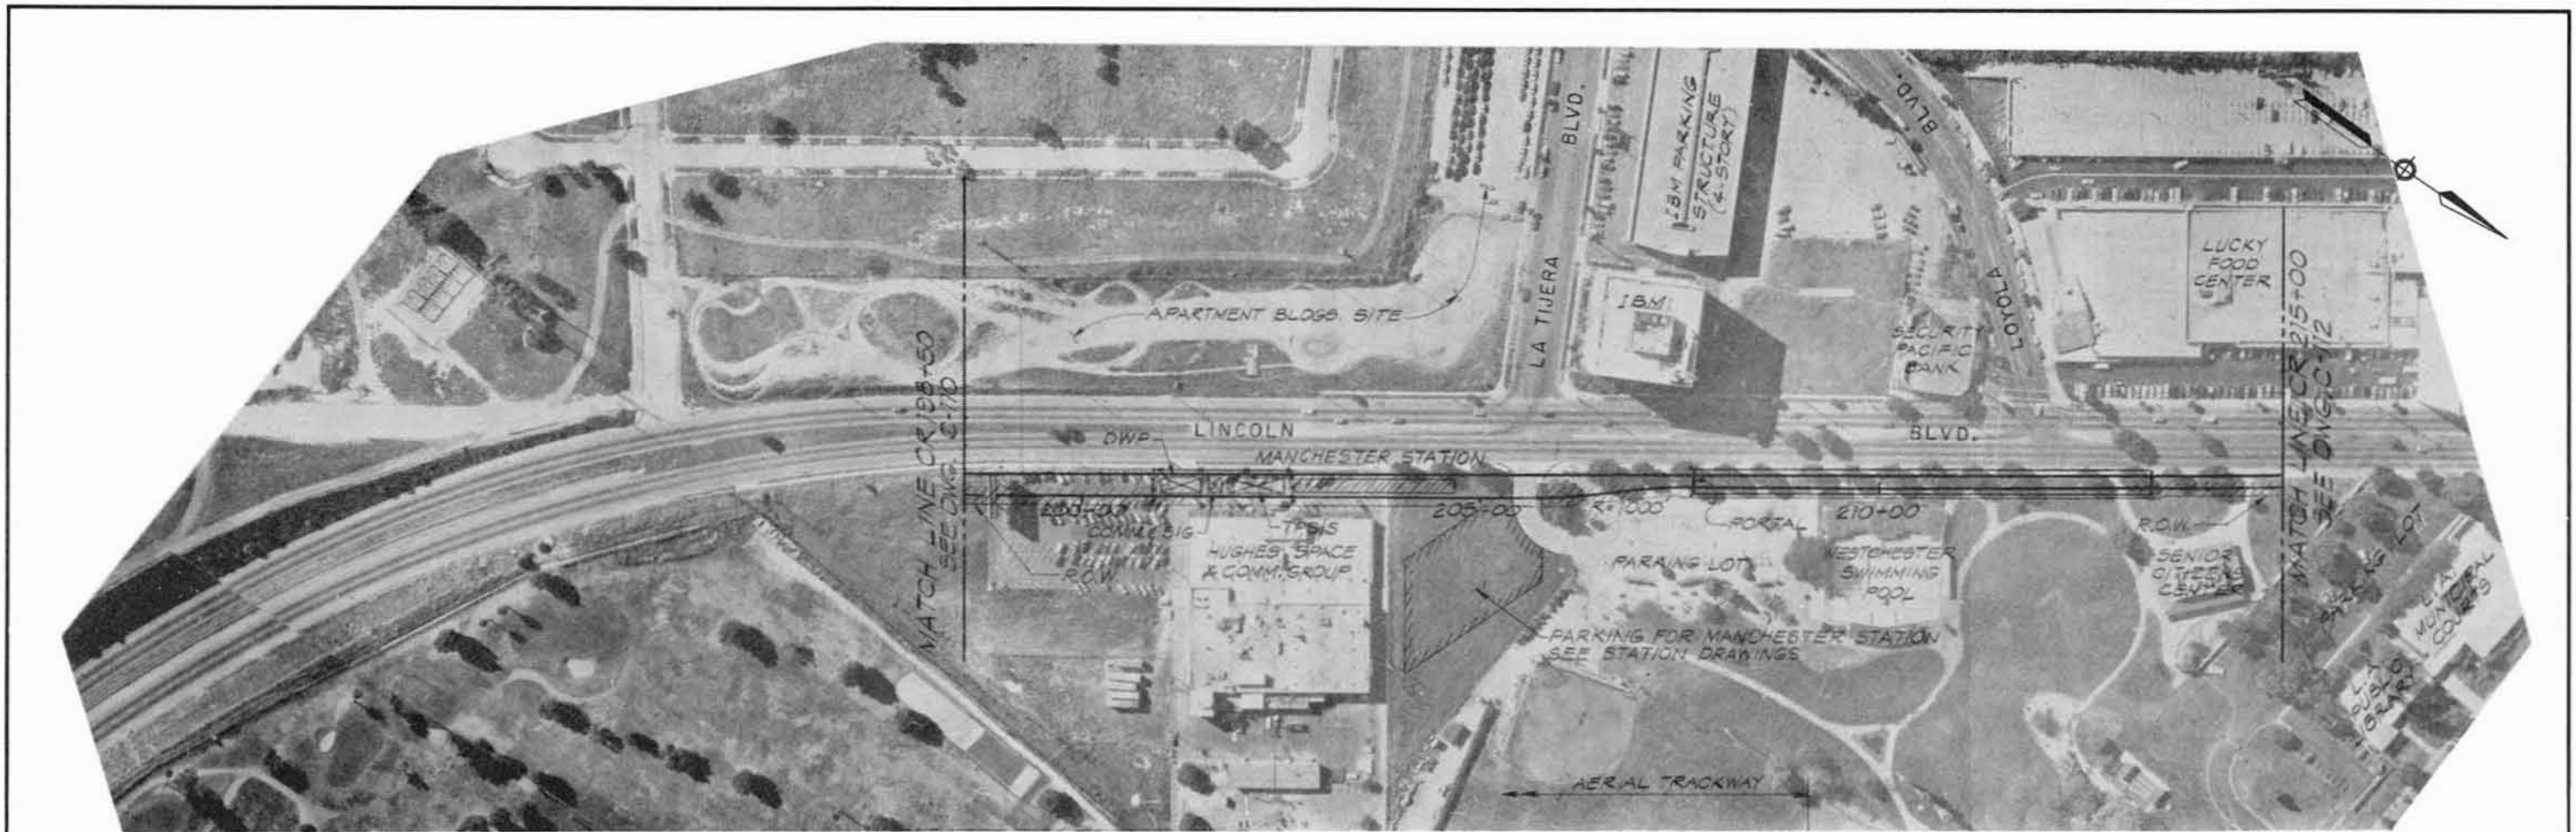 BLVD.
IBM PARKING
STRUCTURE
(4-STORY)
BLVD.
LA TIJERA
IBM
SECURITY
PACIFIC
BANK
LOYOLA
LUCKY
FOOD
CENTER
APARTMENT BLDGS. SITE
MATCH LINE CR 198+50
SEE DWG. C-110
MATCH LINE CR 215+00
SEE DWG. C-112
LINCOLN
BLVD.
DWP
MANCHESTER STATION
205+00
R=1000
PORTAL
210+00
R.O.W.
COMM. & SIG
TPSS
R.O.W.
HUGHES SPACE
& COMM. GROUP
PARKING LOT
WESTCHESTER
SWIMMING
POOL
SENIOR
CITIZEN
CENTER
PARKING LOT
L.A.
MUNICIPAL
COURTS
PARKING FOR MANCHESTER STATION
SEE STATION DRAWINGS
L.A.
PUBLIC
LIBRARY
AERIAL TRACKWAY